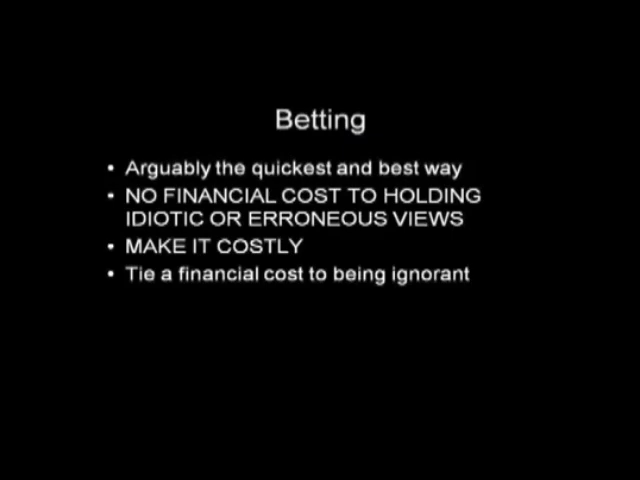 Betting
• Arguably the quickest and best way
• NO FINANCIAL COST TO HOLDING
IDIOTIC OR ERRONEOUS VIEWS
• MAKE IT COSTLY
• Tie a financial cost to being ignorant